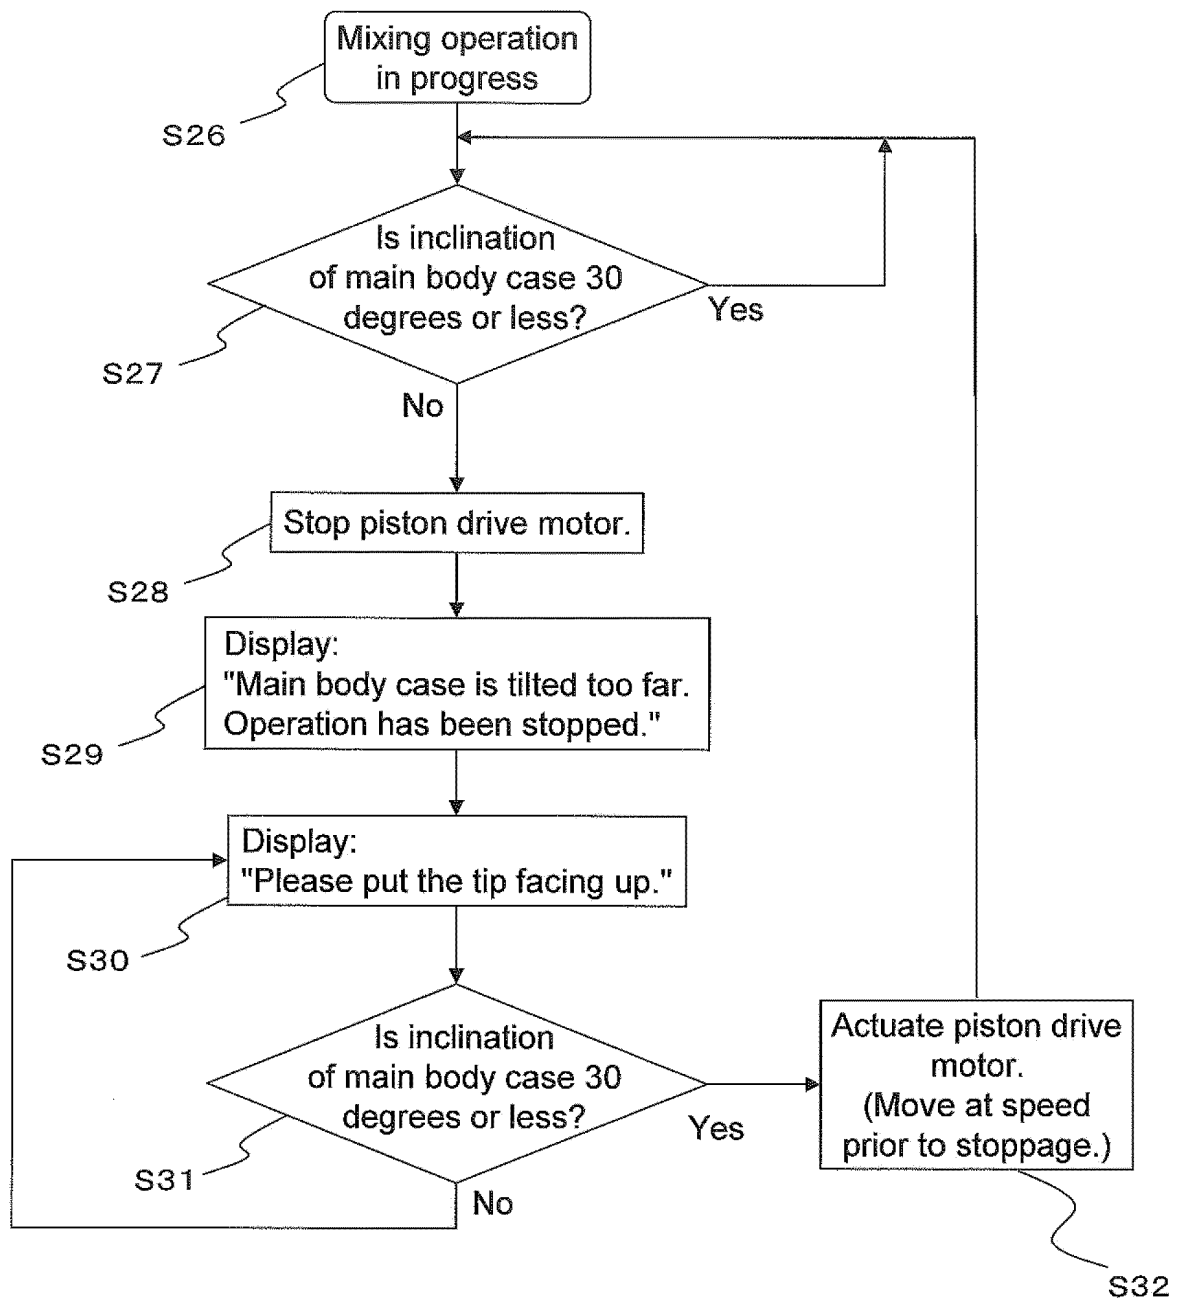 Mixing operation
in progress
S26
Is inclination
of main body case 30
degrees or less?
Yes
S27
No
Stop piston drive motor.
S28
Display:
"Main body case is tilted too far.
Operation has been stopped."
S29
Display:
"Please put the tip facing up."
S30
Is inclination
of main body case 30
degrees or less?
Yes
S31
No
Actuate piston drive
motor.
(Move at speed
prior to stoppage.)
S32